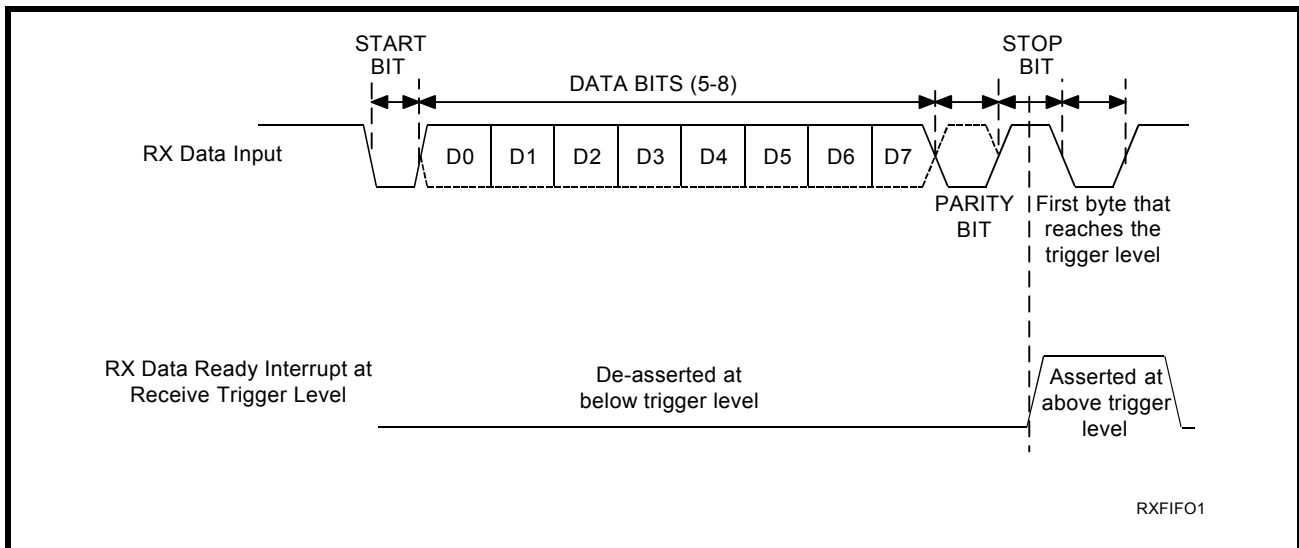 START
BIT
STOP
BIT
DATA BITS (5-8)
RX Data Input
D0
D1
D2
D3
D4
D5
D6
D7
PARITY
BIT
First byte that
reaches the
trigger level
RX Data Ready Interrupt at
Receive Trigger Level
De-asserted at
below trigger level
Asserted at
above trigger
level
RXFIFO1